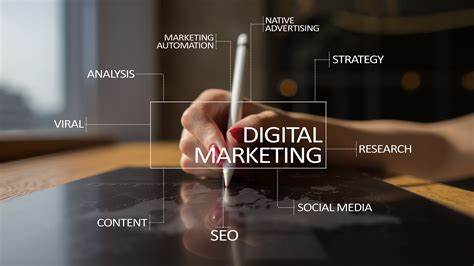 NATIVE
ADVERTISING
MARKETING
AUTOMATION
STRATEGY
ANALYSIS
VIRAL
DIGITAL
MARKETING
RESEARCH
SOCIAL MEDIA
CONTENT
SEO